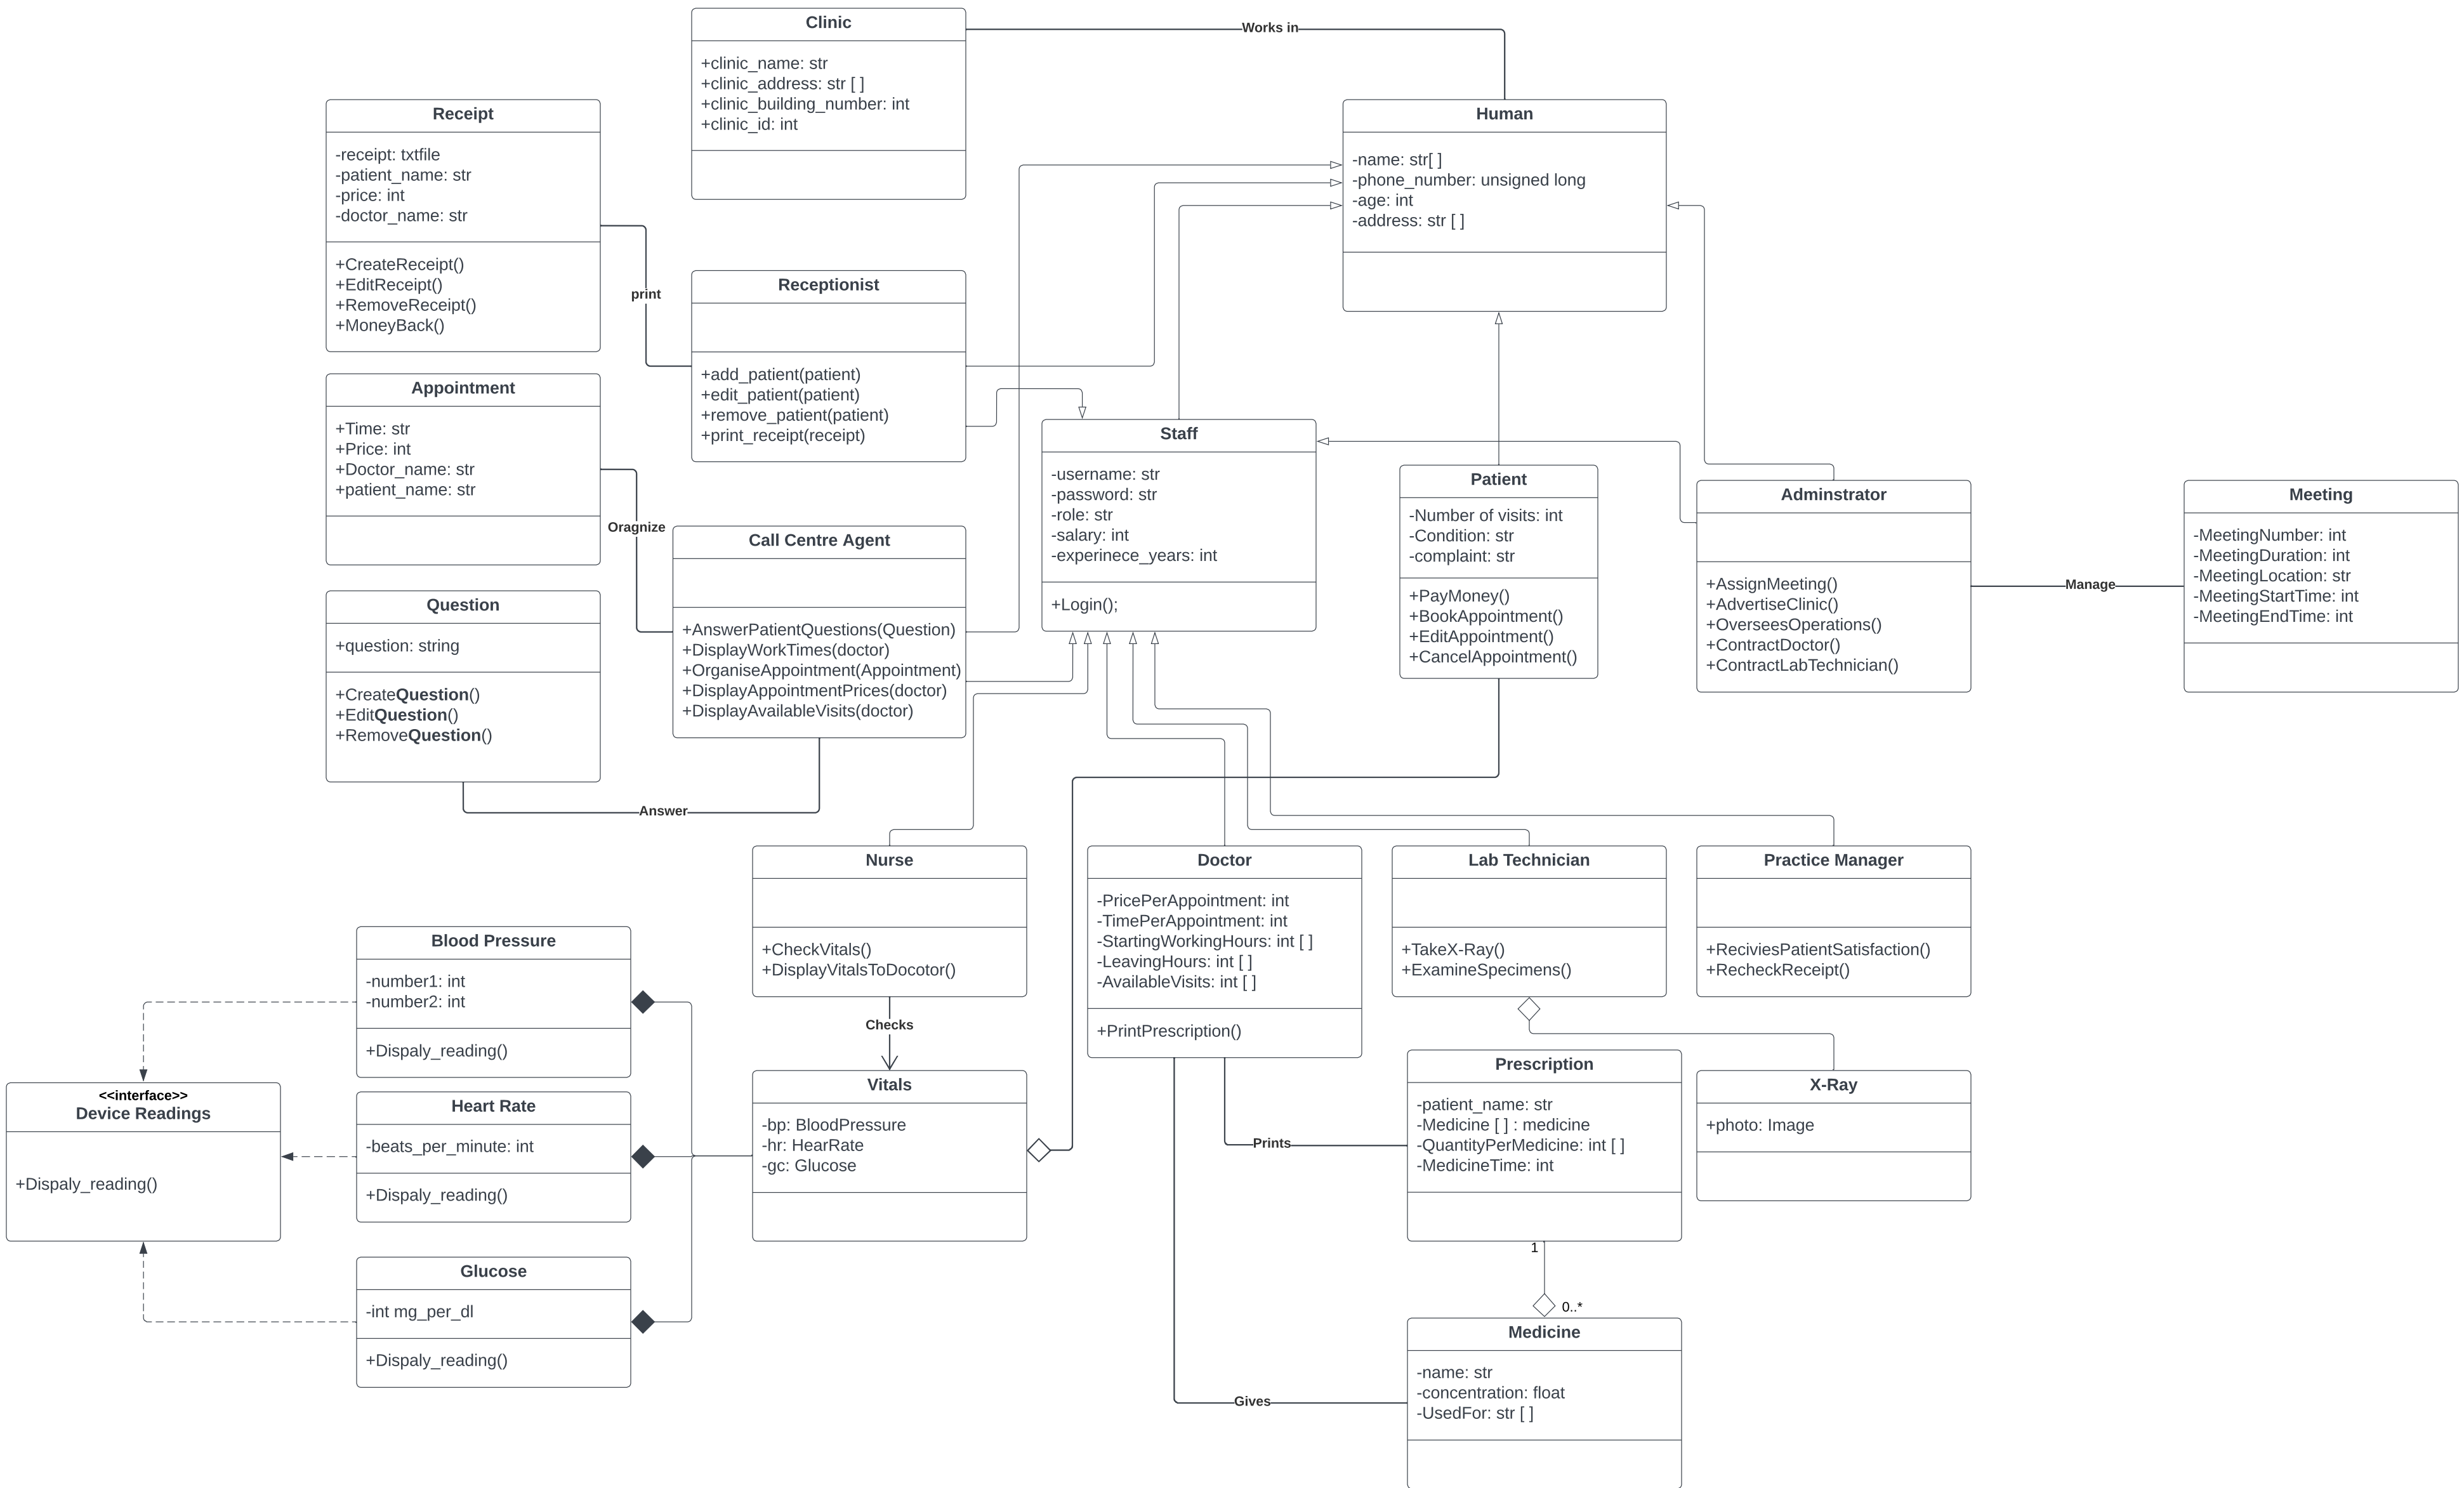 Clinic
+clinic_name: str
+clinic_address: str [ ]
+clinic_building_number: int
+clinic_id: int
Works in
Human
-name: str[ ]
-phone_number: unsigned long
-age: int
-address: str [ ]
Receipt
-receipt: txtfile
-patient_name: str
-price: int
-doctor_name: str
+CreateReceipt()
+EditReceipt()
+RemoveReceipt()
+MoneyBack()
print
Receptionist
+add_patient(patient)
+edit_patient(patient)
+remove_patient(patient)
+print_receipt(receipt)
Appointment
+Time: str
+Price: int
+Doctor_name: str
+patient_name: str
Oragnize
Call Centre Agent
+AnswerPatientQuestions(Question)
+DisplayWorkTimes(doctor)
+OrganiseAppointment(Appointment)
+DisplayAppointmentPrices(doctor)
+DisplayAvailableVisits(doctor)
Question
+question: string
+CreateQuestion()
+EditQuestion()
+RemoveQuestion()
Answer
Staff
-username: str
-password: str
-role: str
-salary: int
-experinece_years: int
+Login();
Patient
-Number of visits: int
-Condition: str
-complaint: str
+PayMoney()
+BookAppointment()
+EditAppointment()
+CancelAppointment()
Adminstrator
+AssignMeeting()
+AdvertiseClinic()
+OverseesOperations()
+ContractDoctor()
+ContractLabTechnician()
Manage
Meeting
-MeetingNumber: int
-MeetingDuration: int
-MeetingLocation: str
-MeetingStartTime: int
-MeetingEndTime: int
Nurse
+CheckVitals()
+DisplayVitalsToDocotor()
Checks
Doctor
-PricePerAppointment: int
-TimePerAppointment: int
-StartingWorkingHours: int [ ]
-LeavingHours: int [ ]
-AvailableVisits: int [ ]
+PrintPrescription()
Lab Technician
+TakeX-Ray()
+ExamineSpecimens()
Practice Manager
+ReciviesPatientSatisfaction()
+RecheckReceipt()
Blood Pressure
-number1: int
-number2: int
+Dispaly_reading()
<<interface>>
Device Readings
+Dispaly_reading()
Heart Rate
-beats_per_minute: int
+Dispaly_reading()
Glucose
-int mg_per_dl
+Dispaly_reading()
Vitals
-bp: BloodPressure
-hr: HearRate
-gc: Glucose
Prints
Prescription
-patient_name: str
-Medicine [ ] : medicine
-QuantityPerMedicine: int [ ]
-MedicineTime: int
X-Ray
+photo: Image
1
0..*
Gives
Medicine
-name: str
-concentration: float
-UsedFor: str [ ]